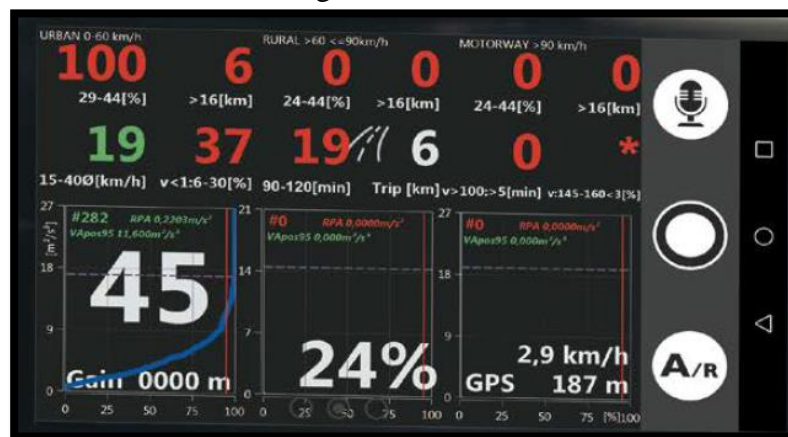 URBAN 0-60 km/h RURAL >60 <=90km/h MOTORWAY >90 km/h
100 6 0 0 0 0
29-44[%] >16[km] 24-44[%] >16[km] 24-44[%] >16[km]
19 37 19 6 0 *
15-40Ø[km/h] v<1:6-30[%] 90-120[min] Trip [km] v>100:>5[min] v:145-160<3[%]
27 #282 RPA 0,2203m/s² 21 #0 RPA 0,0000m/s² 27 #0 RPA 0,0000m/s²
[m²/s³] VApos95 11,600m²/s³ VApos95 0,000m²/s³ VApos95 0,000m²/s³
18 45 14 18
9 7 9
24% 2,9 km/h
Gain 0000 m GPS 187 m
0 0 0
0 25 50 75 100 0 25 50 75 100 0 25 50 75 [%]100
A/R